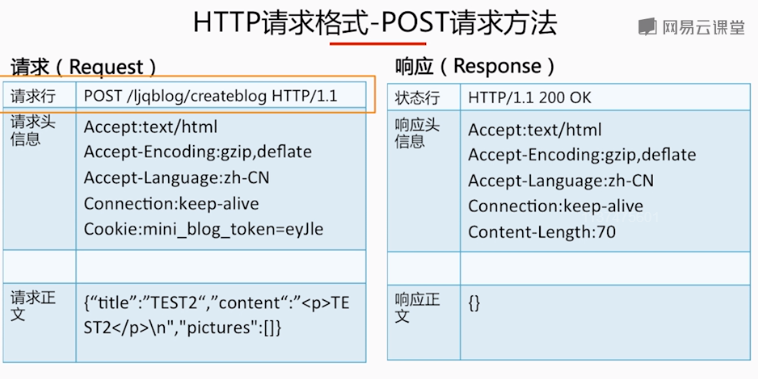 HTTP请求格式-POST请求方法
网易云课堂
请求（Request）
请求行
POST /ljqblog/createblog HTTP/1.1
请求头
信息
Accept:text/html
Accept-Encoding:gzip,deflate
Accept-Language:zh-CN
Connection:keep-alive
Cookie:mini_blog_token=eyJle
请求正
文
{“title”:”TEST2“,”content“:”<p>TE
ST2</p>\n","pictures":[]}
响应（Response）
状态行
HTTP/1.1 200 OK
响应头
信息
Accept:text/html
Accept-Encoding:gzip,deflate
Accept-Language:zh-CN
Connection:keep-alive
Content-Length:70
响应正
文
{}